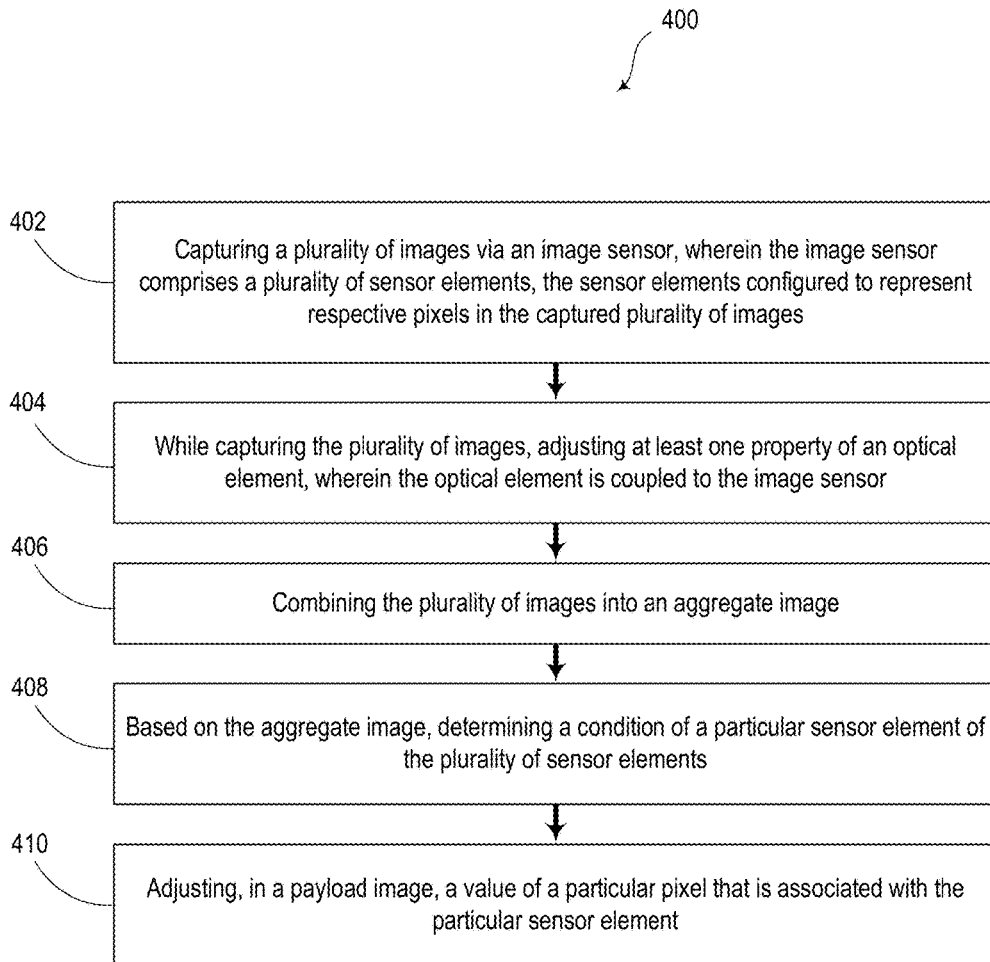 400
402
Capturing a plurality of images via an image sensor, wherein the image sensor
comprises a plurality of sensor elements, the sensor elements configured to represent
respective pixels in the captured plurality of images
404
While capturing the plurality of images, adjusting at least one property of an optical
element, wherein the optical element is coupled to the image sensor
406
Combining the plurality of images into an aggregate image
408
Based on the aggregate image, determining a condition of a particular sensor element of
the plurality of sensor elements
410
Adjusting, in a payload image, a value of a particular pixel that is associated with the
particular sensor element